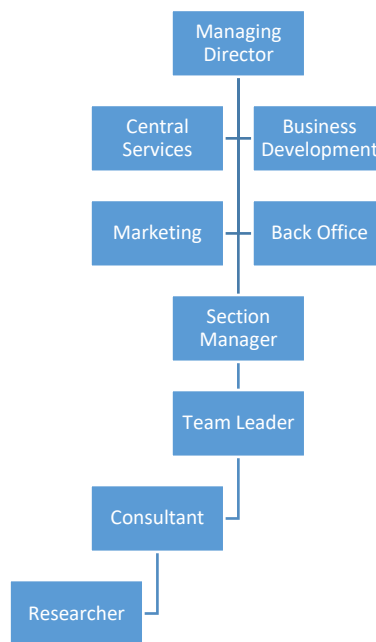 Managing
Director
Central
Services
Business
Development
Marketing
Back Office
Section
Manager
Team Leader
Consultant
Researcher